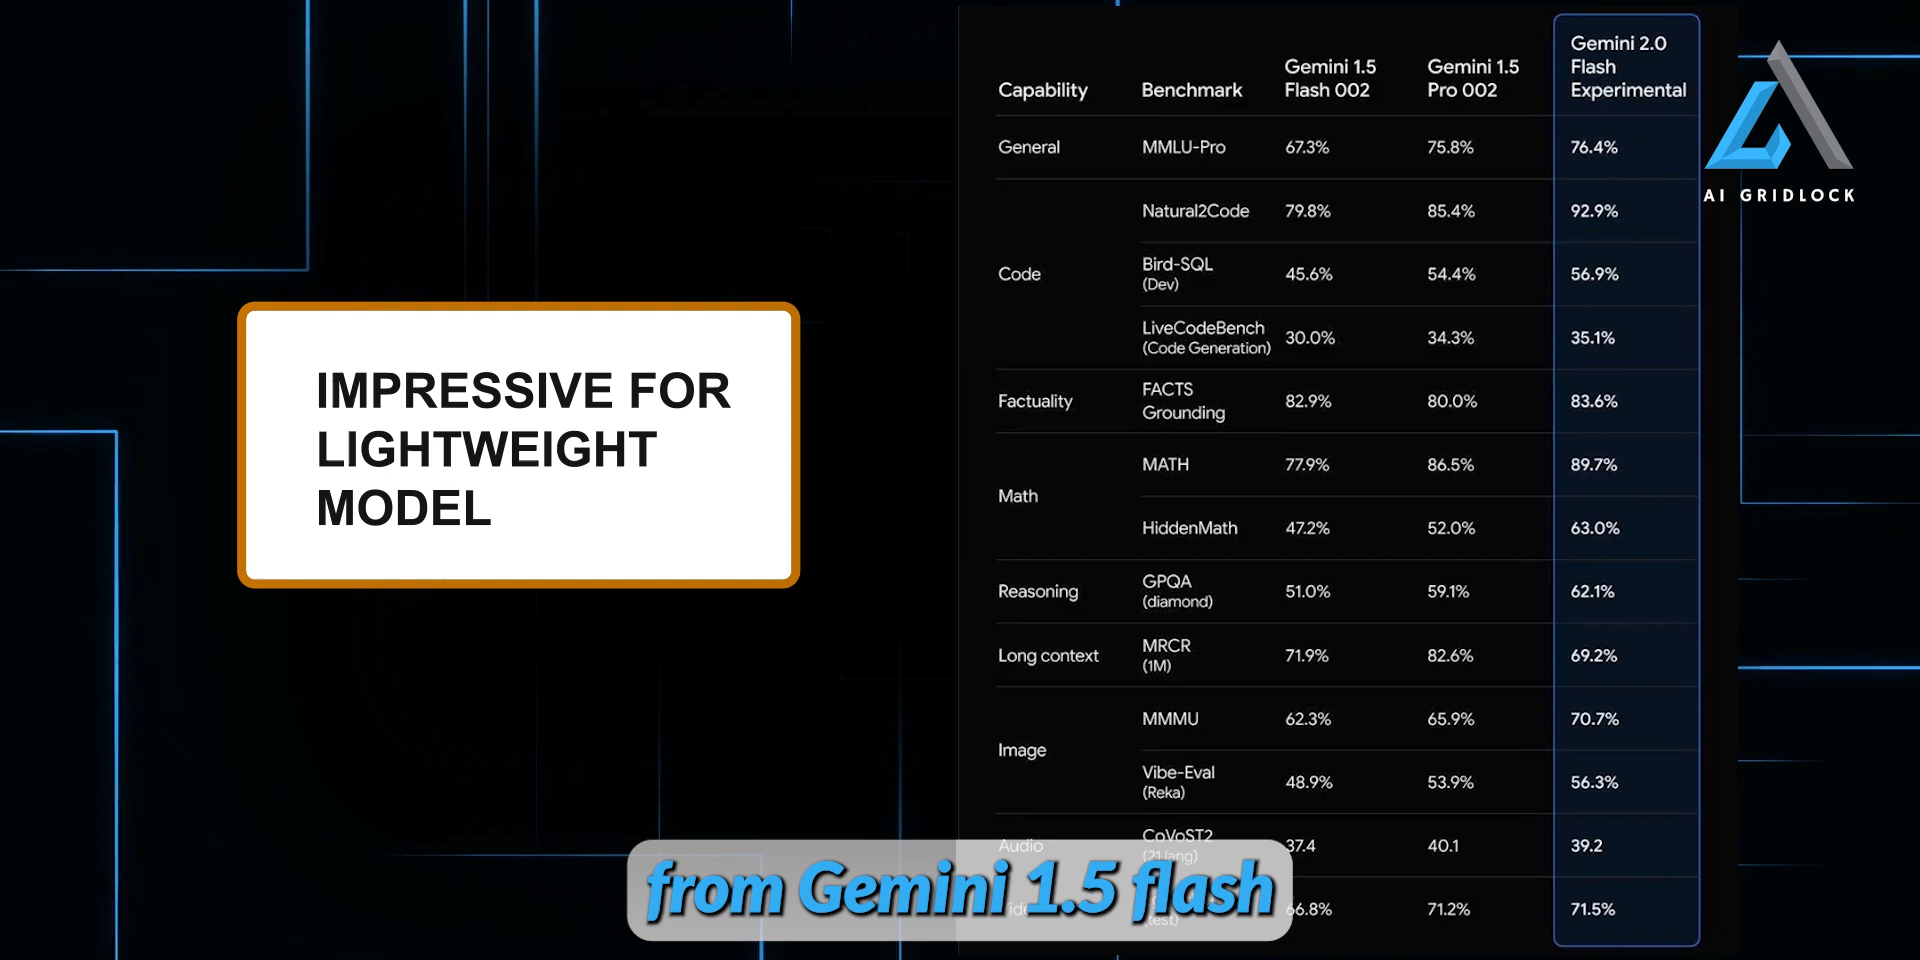 Capability Benchmark Gemini 1.5 Flash 002 Gemini 1.5 Pro 002 Gemini 2.0 Flash Experimental
AI GRIDLOCK
General MMLU-Pro 67.3% 75.8% 76.4%
Code
Natural2Code 79.8% 85.4% 92.9%
Bird-SQL (Dev) 45.6% 54.4% 56.9%
LiveCodeBench (Code Generation) 30.0% 34.3% 35.1%
Factuality FACTS Grounding 82.9% 80.0% 83.6%
Math
MATH 77.9% 86.5% 89.7%
HiddenMath 47.2% 52.0% 63.0%
Reasoning GPQA (diamond) 51.0% 59.1% 62.1%
Long context MRCR (1M) 71.9% 82.6% 69.2%
Image
MMMU 62.3% 65.9% 70.7%
Vibe-Eval (Reka) 48.9% 53.9% 56.3%
Audio CoVoST2 (21 lang) 37.4 40.1 39.2
66.8% 71.2% 71.5%
IMPRESSIVE FOR
LIGHTWEIGHT
MODEL
from Gemini 1.5 flash